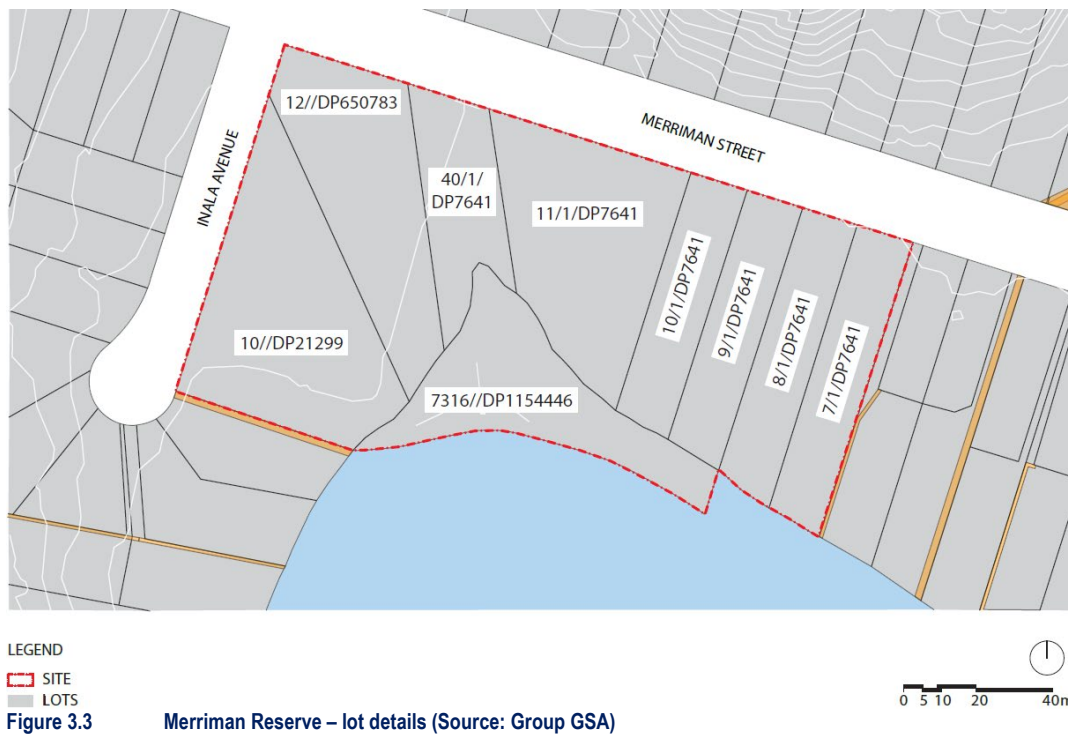 12//DP650783
MERRIMAN STREET
INALA AVENUE
40/1/
DP7641
11/1/DP7641
10/1/DP7641
9/1/DP7641
8/1/DP7641
7/1/DP7641
10//DP21299
7316//DP1154446
LEGEND
SITE
LOTS
0 5 10 20 40m
Figure 3.3 Merriman Reserve – lot details (Source: Group GSA)